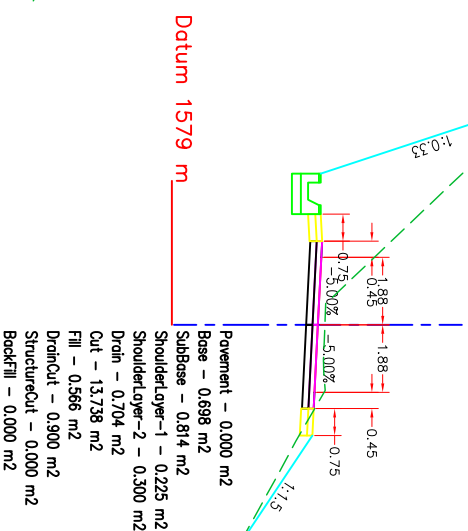 Datum 1579 m
1:0.33
0.75
0.45
1.88
-5.00%
-5.00%
1.88
0.45
0.75
1:1.5
Pavement - 0.000 m2
Base - 0.698 m2
SubBase - 0.814 m2
ShoulderLayer-1 - 0.225 m2
ShoulderLayer-2 - 0.300 m2
Drain - 0.704 m2
Cut - 13.738 m2
Fill - 0.566 m2
DrainCut - 0.900 m2
StructureCut - 0.000 m2
BackFill - 0.000 m2